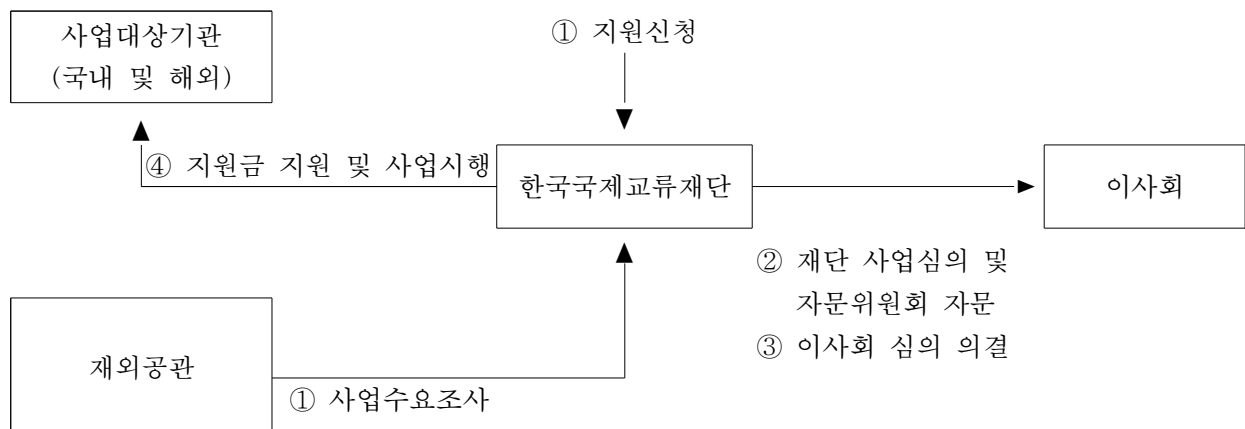 사업대상기관
(국내 및 해외)
① 지원신청
④ 지원금 지원 및 사업시행
한국국제교류재단
이사회
② 재단 사업심의 및
자문위원회 자문
③ 이사회 심의 의결
재외공관
① 사업수요조사